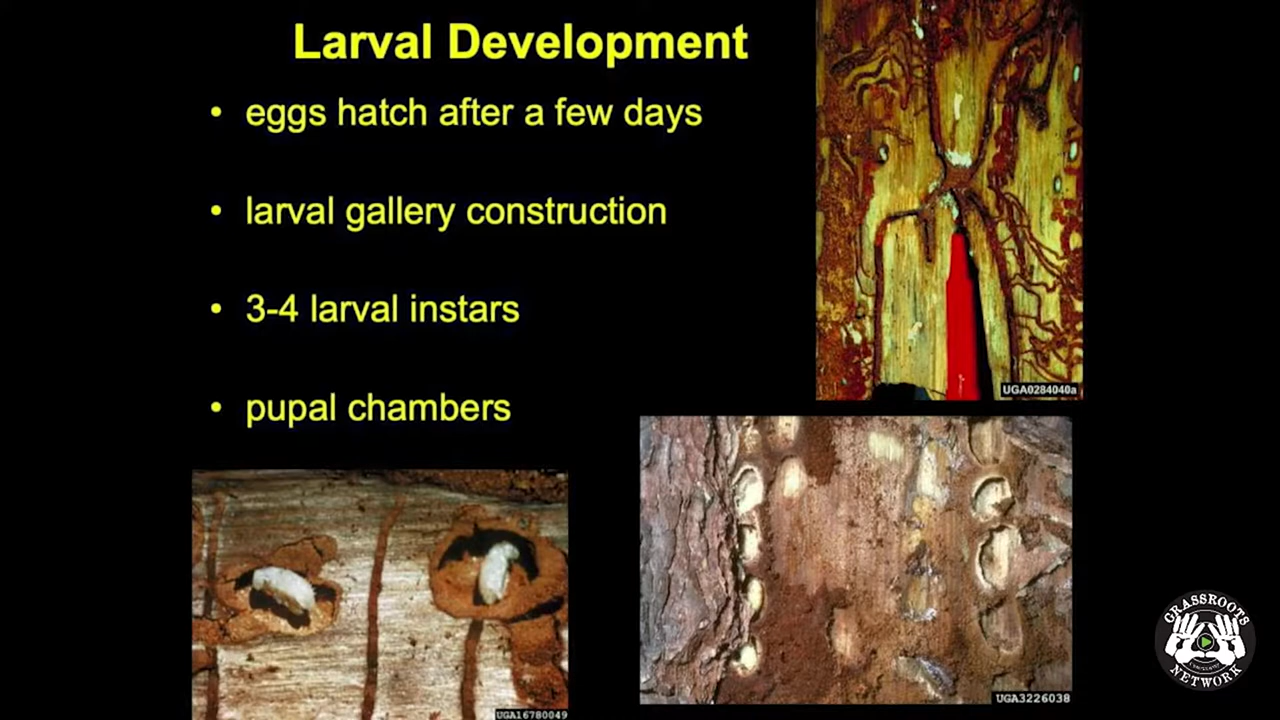 Larval Development
• eggs hatch after a few days
• larval gallery construction
• 3-4 larval instars
• pupal chambers
UGA0284040a
UGA16780049
UGA3226038
GRASSROOTS
NETWORK